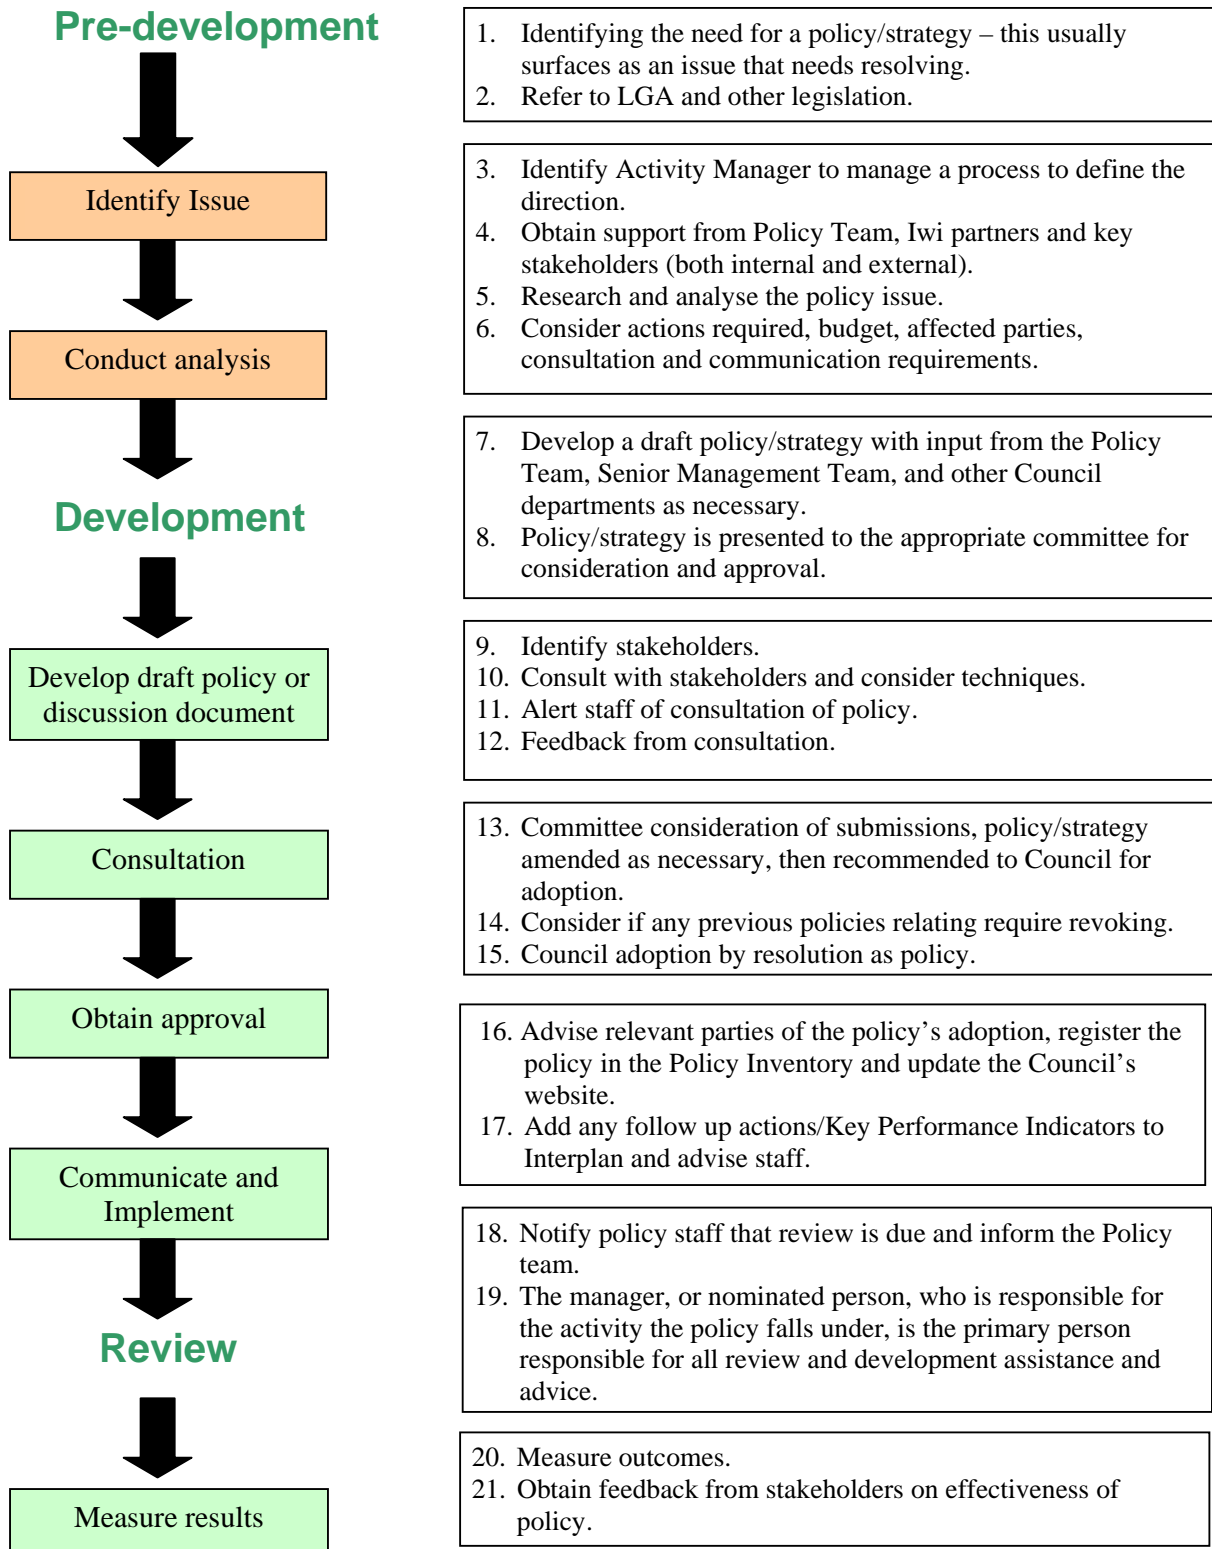 Pre-development
1. Identifying the need for a policy/strategy – this usually
surfaces as an issue that needs resolving.
2. Refer to LGA and other legislation.
Identify Issue
3. Identify Activity Manager to manage a process to define the
direction.
4. Obtain support from Policy Team, Iwi partners and key
stakeholders (both internal and external).
5. Research and analyse the policy issue.
6. Consider actions required, budget, affected parties,
consultation and communication requirements.
Conduct analysis
7. Develop a draft policy/strategy with input from the Policy
Team, Senior Management Team, and other Council
departments as necessary.
8. Policy/strategy is presented to the appropriate committee for
consideration and approval.
Development
9. Identify stakeholders.
10. Consult with stakeholders and consider techniques.
11. Alert staff of consultation of policy.
12. Feedback from consultation.
Develop draft policy or
discussion document
13. Committee consideration of submissions, policy/strategy
amended as necessary, then recommended to Council for
adoption.
14. Consider if any previous policies relating require revoking.
15. Council adoption by resolution as policy.
Consultation
Obtain approval
16. Advise relevant parties of the policy’s adoption, register the
policy in the Policy Inventory and update the Council’s
website.
17. Add any follow up actions/Key Performance Indicators to
Interplan and advise staff.
Communicate and
Implement
18. Notify policy staff that review is due and inform the Policy
team.
19. The manager, or nominated person, who is responsible for
the activity the policy falls under, is the primary person
responsible for all review and development assistance and
advice.
Review
20. Measure outcomes.
21. Obtain feedback from stakeholders on effectiveness of
policy.
Measure results